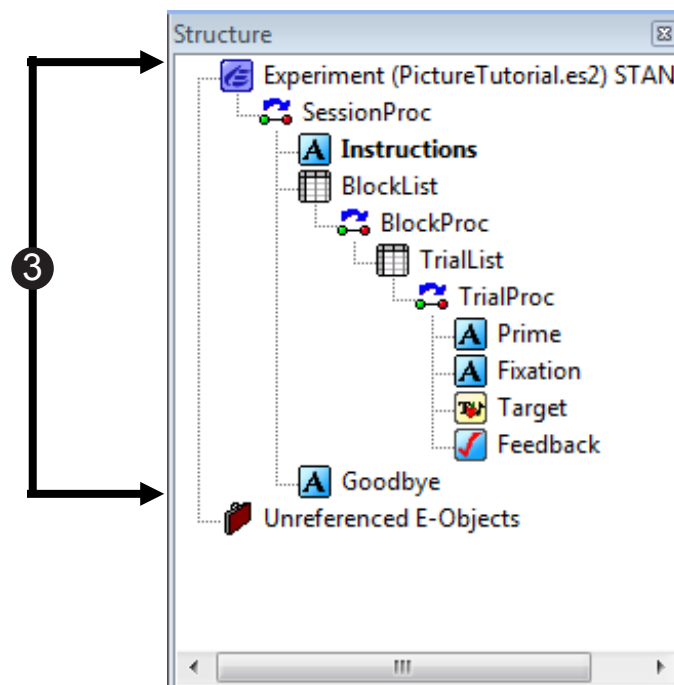 Structure
Experiment (PictureTutorial.es2) STAN
SessionProc
A Instructions
BlockList
BlockProc
TrialList
3
TrialProc
A Prime
A Fixation
Target
Feedback
A Goodbye
Unreferenced E-Objects